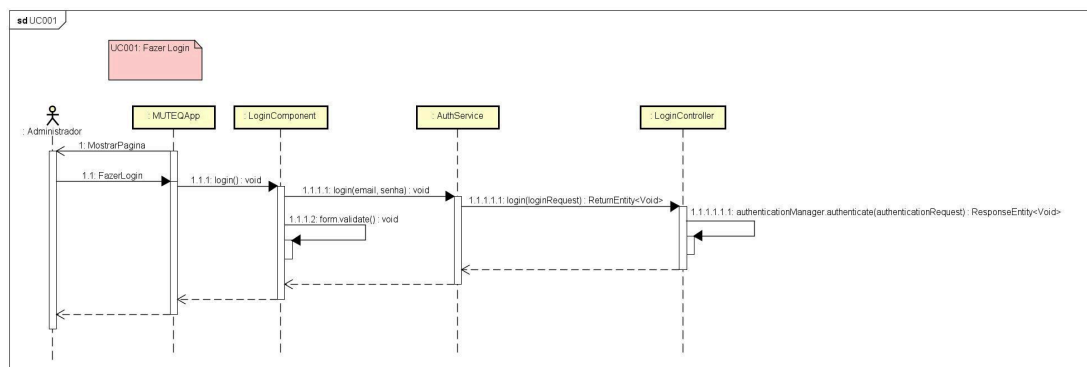 sd UC001
UC001: Fazer Login
: Administrador
: MUTEQApp
: LoginComponent
: AuthService
: LoginController
1: MostrarPagina
1.1: FazerLogin
1.1.1: login() : void
1.1.1.1: login(email, senha) : void
1.1.1.1.1: login(loginRequest) : ReturnEntity<Void>
1.1.1.2: form.validate() : void
1.1.1.1.1.1: authenticationManager.authenticate(authenticationRequest) : ResponseEntity<Void>